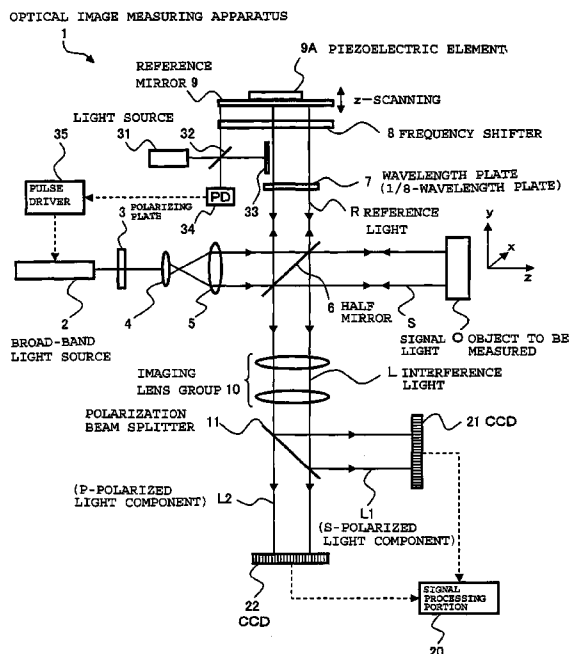 OPTICAL IMAGE MEASURING APPARATUS
1
9A PIEZOELECTRIC ELEMENT
REFERENCE
MIRROR 9
z-SCANNING
LIGHT SOURCE
31
32
8 FREQUENCY SHIFTER
35
PULSE
DRIVER
POLARIZING
PLATE
3
PD
34
33
7 WAVELENGTH PLATE
(1/8-WAVELENGTH PLATE)
R REFERENCE
LIGHT
y
x
z
2
BROAD-BAND
LIGHT SOURCE
4
5
6 HALF
MIRROR
S
SIGNAL
LIGHT
O OBJECT TO BE
MEASURED
IMAGING
LENS GROUP 10
L INTERFERENCE
LIGHT
POLARIZATION
BEAM SPLITTER
11
21 CCD
(P-POLARIZED
LIGHT COMPONENT)
L2
L1
(S-POLARIZED
LIGHT COMPONENT)
22
CCD
SIGNAL
PROCESSING
PORTION
20